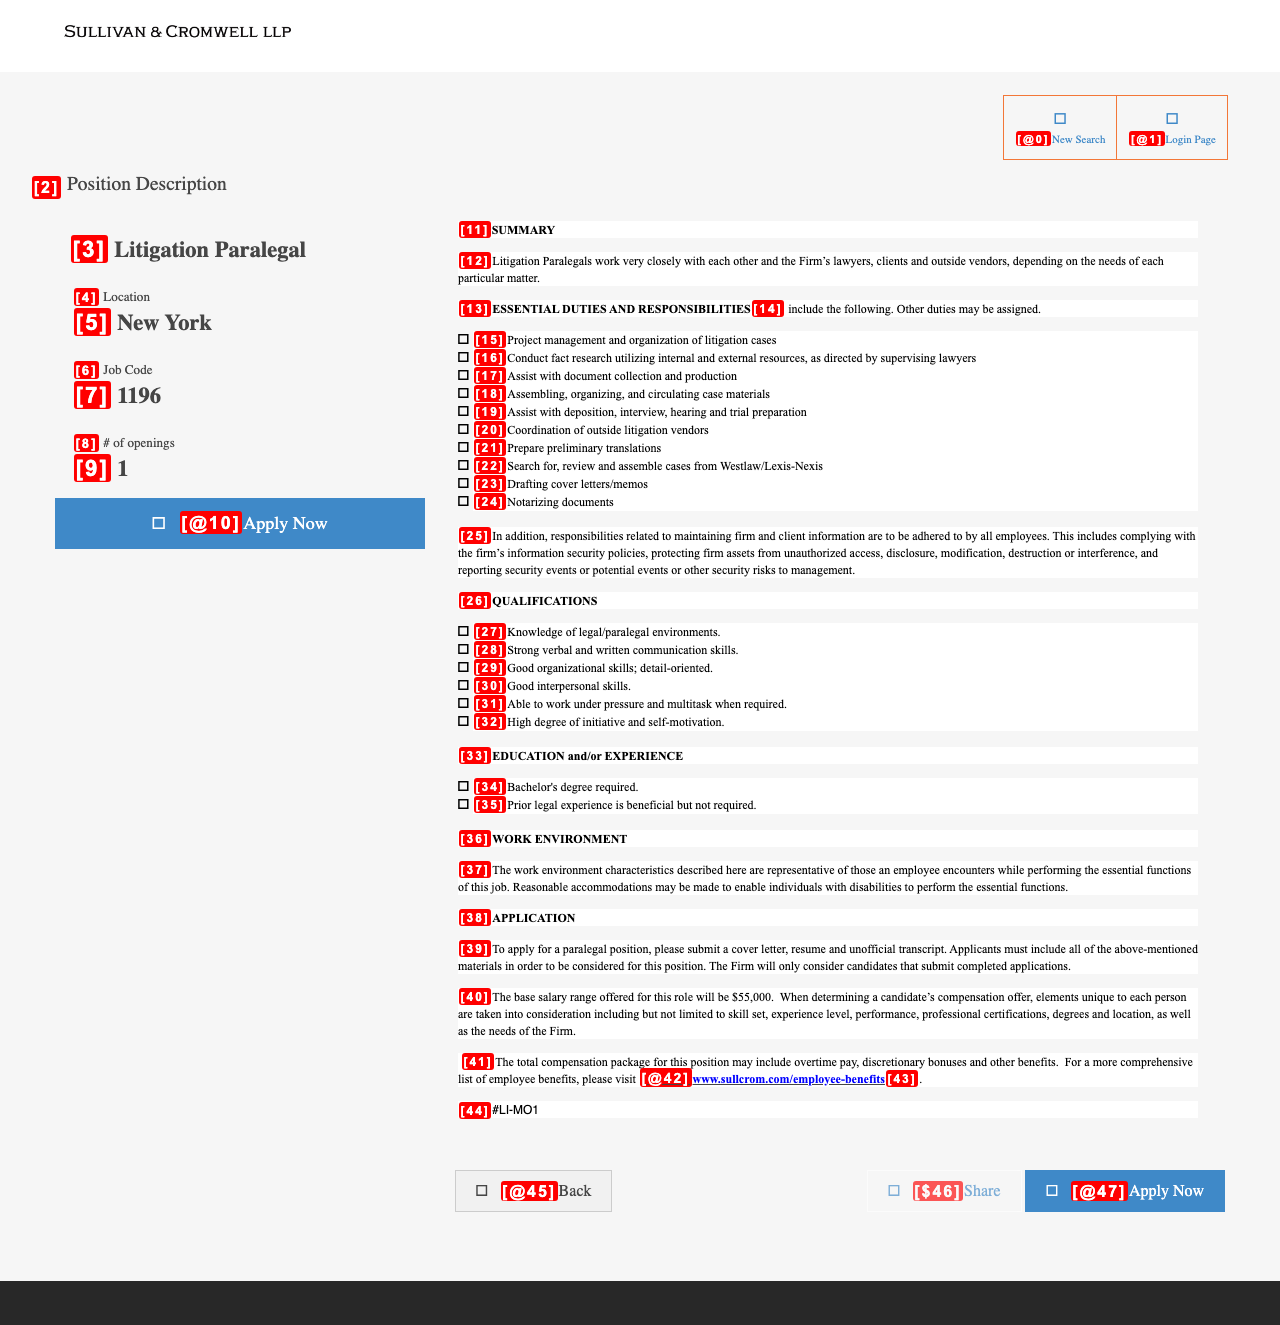 SULLIVAN & CROMWELL LLP
[@0] New Search
[@1] Login Page
[2] Position Description
[3] Litigation Paralegal
[4] Location
[5] New York
[6] Job Code
[7] 1196
[8] # of openings
[9] 1
[@10] Apply Now
[11] SUMMARY
[12] Litigation Paralegals work very closely with each other and the Firm’s lawyers, clients and outside vendors, depending on the needs of each
particular matter.
[13] ESSENTIAL DUTIES AND RESPONSIBILITIES [14] include the following. Other duties may be assigned.
[15] Project management and organization of litigation cases
[16] Conduct fact research utilizing internal and external resources, as directed by supervising lawyers
[17] Assist with document collection and production
[18] Assembling, organizing, and circulating case materials
[19] Assist with deposition, interview, hearing and trial preparation
[20] Coordination of outside litigation vendors
[21] Prepare preliminary translations
[22] Search for, review and assemble cases from Westlaw/Lexis-Nexis
[23] Drafting cover letters/memos
[24] Notarizing documents
[25] In addition, responsibilities related to maintaining firm and client information are to be adhered to by all employees. This includes complying with
the firm’s information security policies, protecting firm assets from unauthorized access, disclosure, modification, destruction or interference, and
reporting security events or potential events or other security risks to management.
[26] QUALIFICATIONS
[27] Knowledge of legal/paralegal environments.
[28] Strong verbal and written communication skills.
[29] Good organizational skills; detail-oriented.
[30] Good interpersonal skills.
[31] Able to work under pressure and multitask when required.
[32] High degree of initiative and self-motivation.
[33] EDUCATION and/or EXPERIENCE
[34] Bachelor's degree required.
[35] Prior legal experience is beneficial but not required.
[36] WORK ENVIRONMENT
[37] The work environment characteristics described here are representative of those an employee encounters while performing the essential functions
of this job. Reasonable accommodations may be made to enable individuals with disabilities to perform the essential functions.
[38] APPLICATION
[39] To apply for a paralegal position, please submit a cover letter, resume and unofficial transcript. Applicants must include all of the above-mentioned
materials in order to be considered for this position. The Firm will only consider candidates that submit completed applications.
[40] The base salary range offered for this role will be $55,000. When determining a candidate’s compensation offer, elements unique to each person
are taken into consideration including but not limited to skill set, experience level, performance, professional certifications, degrees and location, as well
as the needs of the Firm.
[41] The total compensation package for this position may include overtime pay, discretionary bonuses and other benefits. For a more comprehensive
list of employee benefits, please visit [@42] www.sullcrom.com/employee-benefits [43] .
[44] #LI-MO1
[@45] Back
[$46] Share
[@47] Apply Now